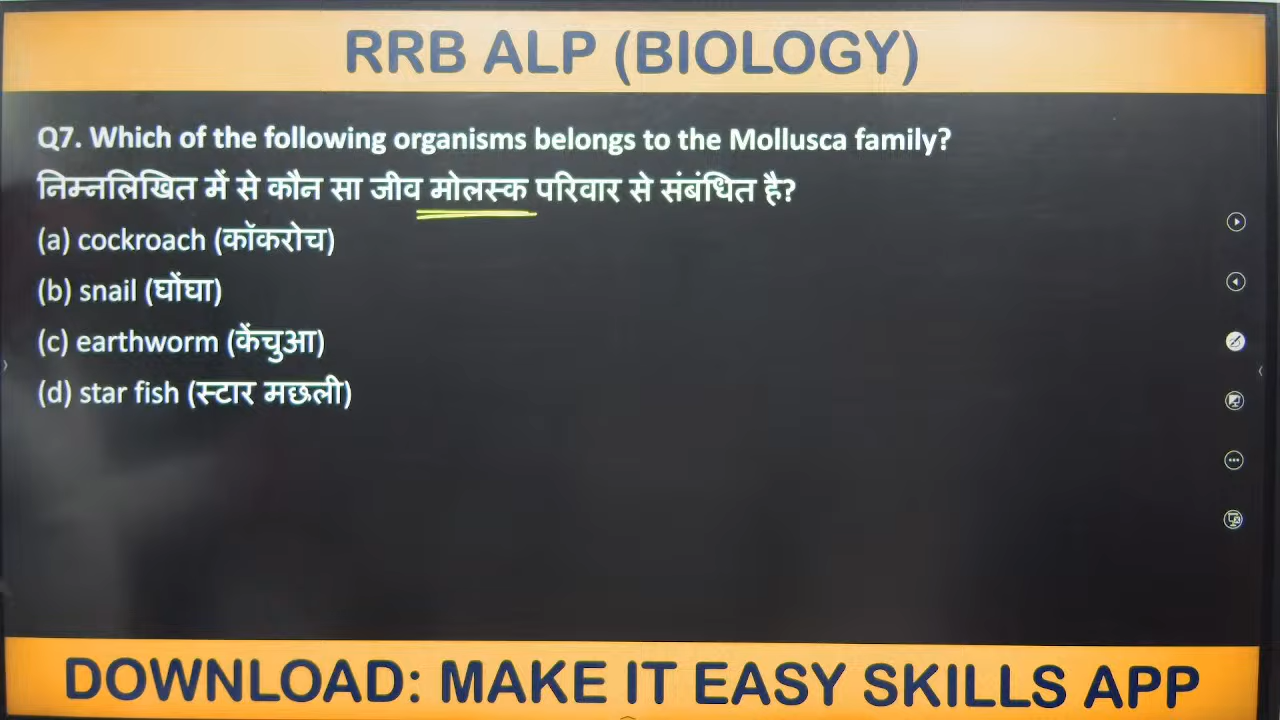 RRB ALP (BIOLOGY)
Q7. Which of the following organisms belongs to the Mollusca family?
निम्नलिखित में से कौन सा जीव मोलस्क परिवार से संबंधित है?
(a) cockroach (कॉकरोच)
(b) snail (घोंघा)
(c) earthworm (केंचुआ)
(d) star fish (स्टार मछली)
DOWNLOAD: MAKE IT EASY SKILLS APP